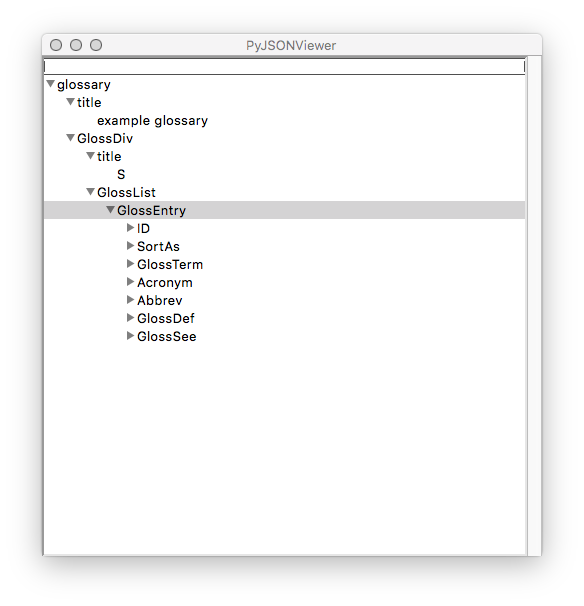 PyJSONViewer
glossary
title
example glossary
GlossDiv
title
S
GlossList
GlossEntry
ID
SortAs
GlossTerm
Acronym
Abbrev
GlossDef
GlossSee